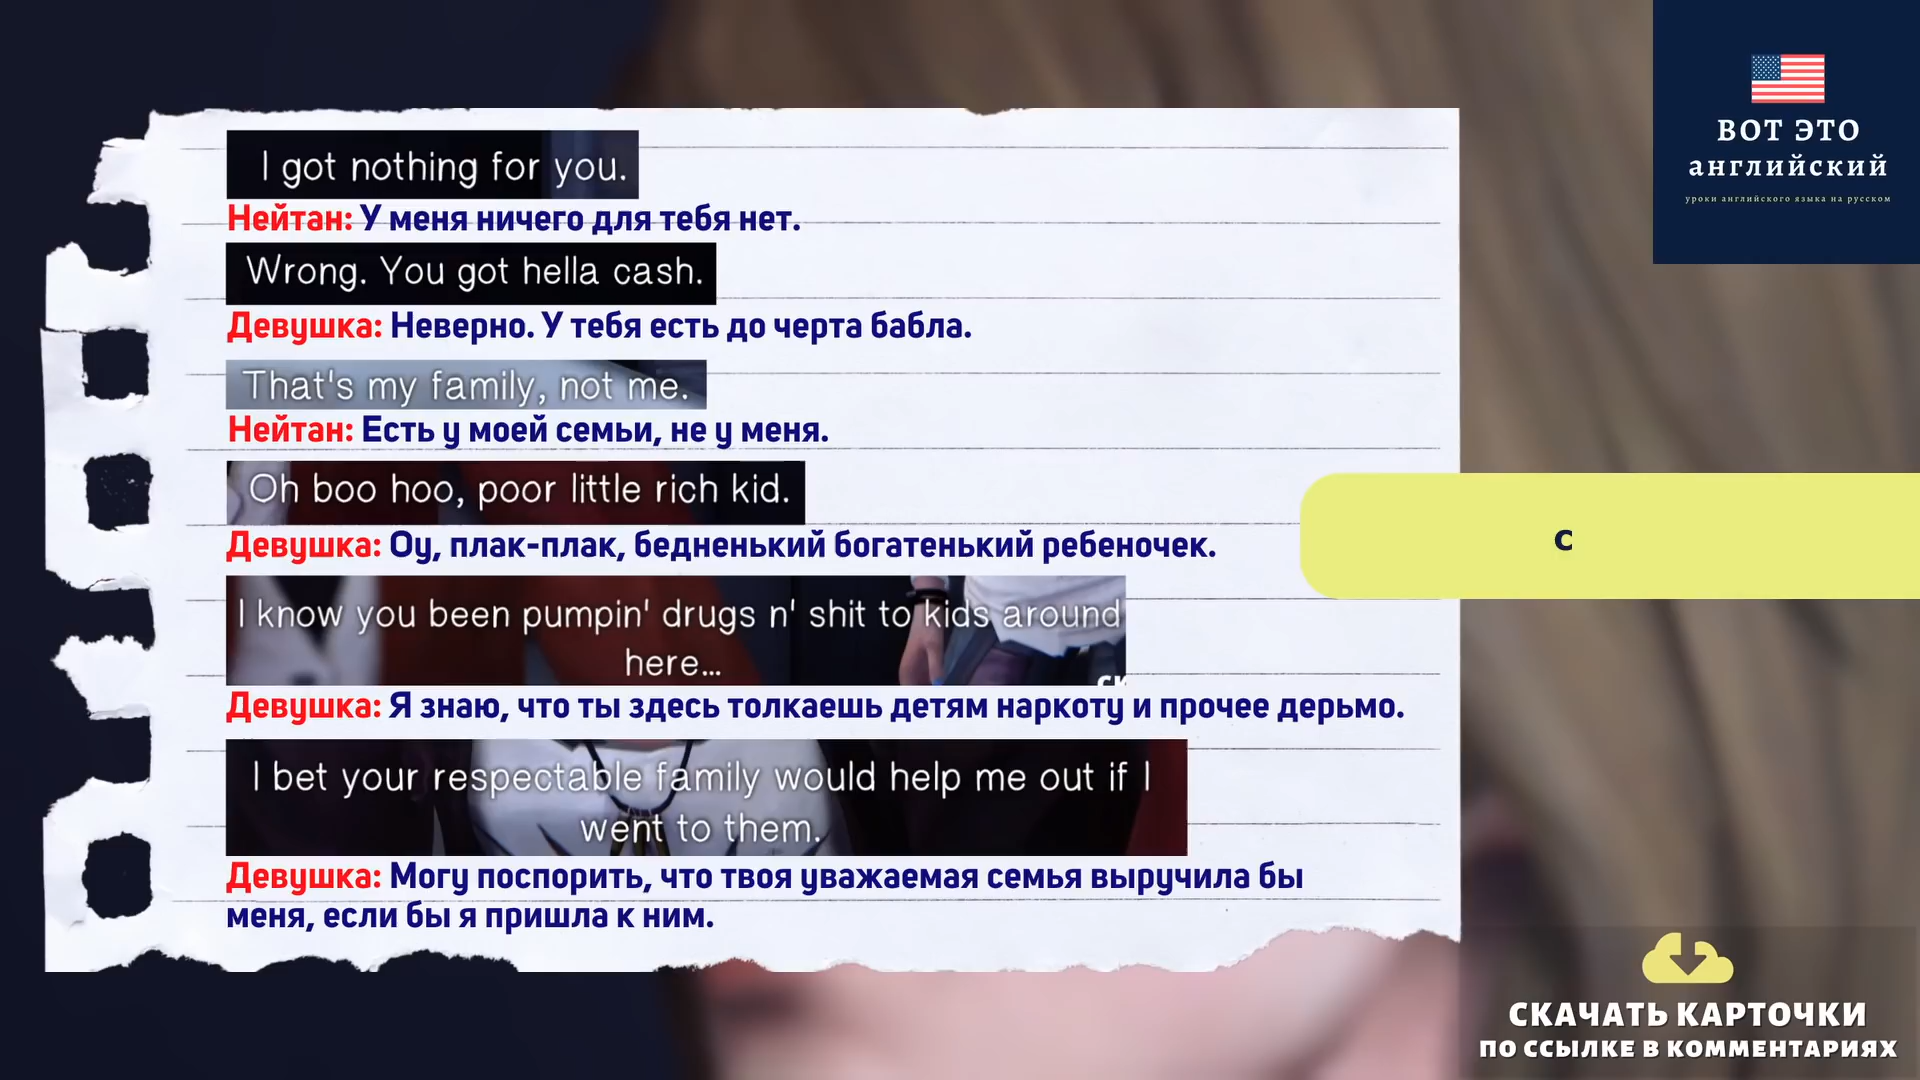 I got nothing for you.
Нейтан: У меня ничего для тебя нет.
Wrong. You got hella cash.
Девушка: Неверно. У тебя есть до черта бабла.
That's my family, not me.
Нейтан: Есть у моей семьи, не у меня.
Oh boo hoo, poor little rich kid.
Девушка: Оу, плак-плак, бедненький богатенький ребеночек.
I know you been pumpin' drugs n' shit to kids around
here...
Девушка: Я знаю, что ты здесь толкаешь детям наркоту и прочее дерьмо.
I bet your respectable family would help me out if I
went to them.
Девушка: Могу поспорить, что твоя уважаемая семья выручила бы
меня, если бы я пришла к ним.
ВОТ ЭТО
английский
уроки английского языка на русском
с
СКАЧАТЬ КАРТОЧКИ
ПО ССЫЛКЕ В КОММЕНТАРИЯХ